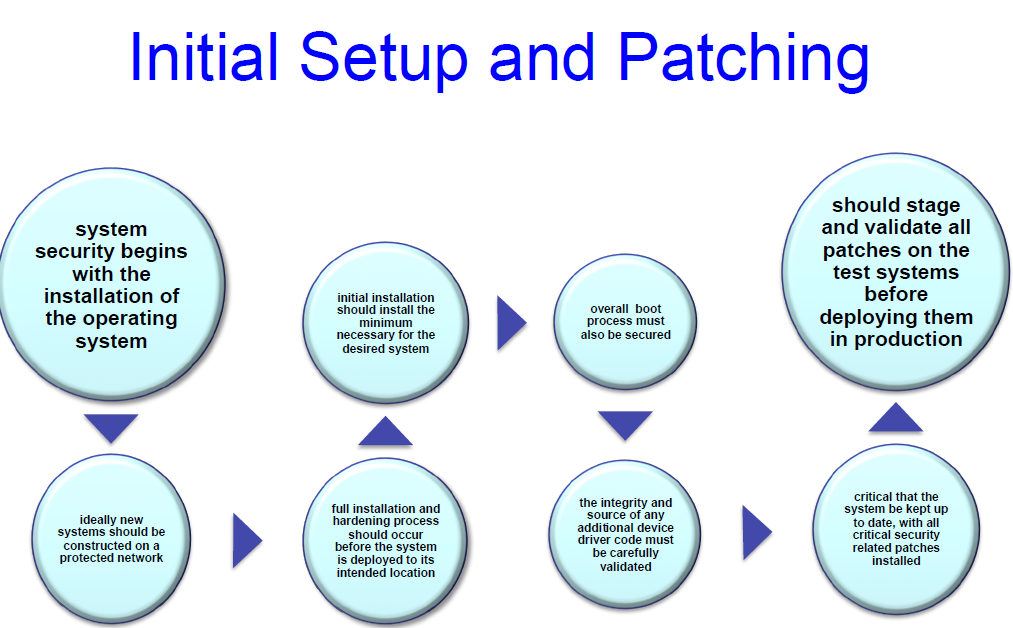 Initial Setup and Patching
system
security begins
with the
installation of
the operating
system
ideally new
systems should be
constructed on a
protected network
full installation and
hardening process
should occur
before the system
is deployed to its
intended location
initial installation
should install the
minimum
necessary for the
desired system
overall boot
process must
also be secured
the integrity and
source of any
additional device
driver code must
be carefully
validated
critical that the
system be kept up
to date, with all
critical security
related patches
installed
should stage
and validate all
patches on the
test systems
before
deploying them
in production